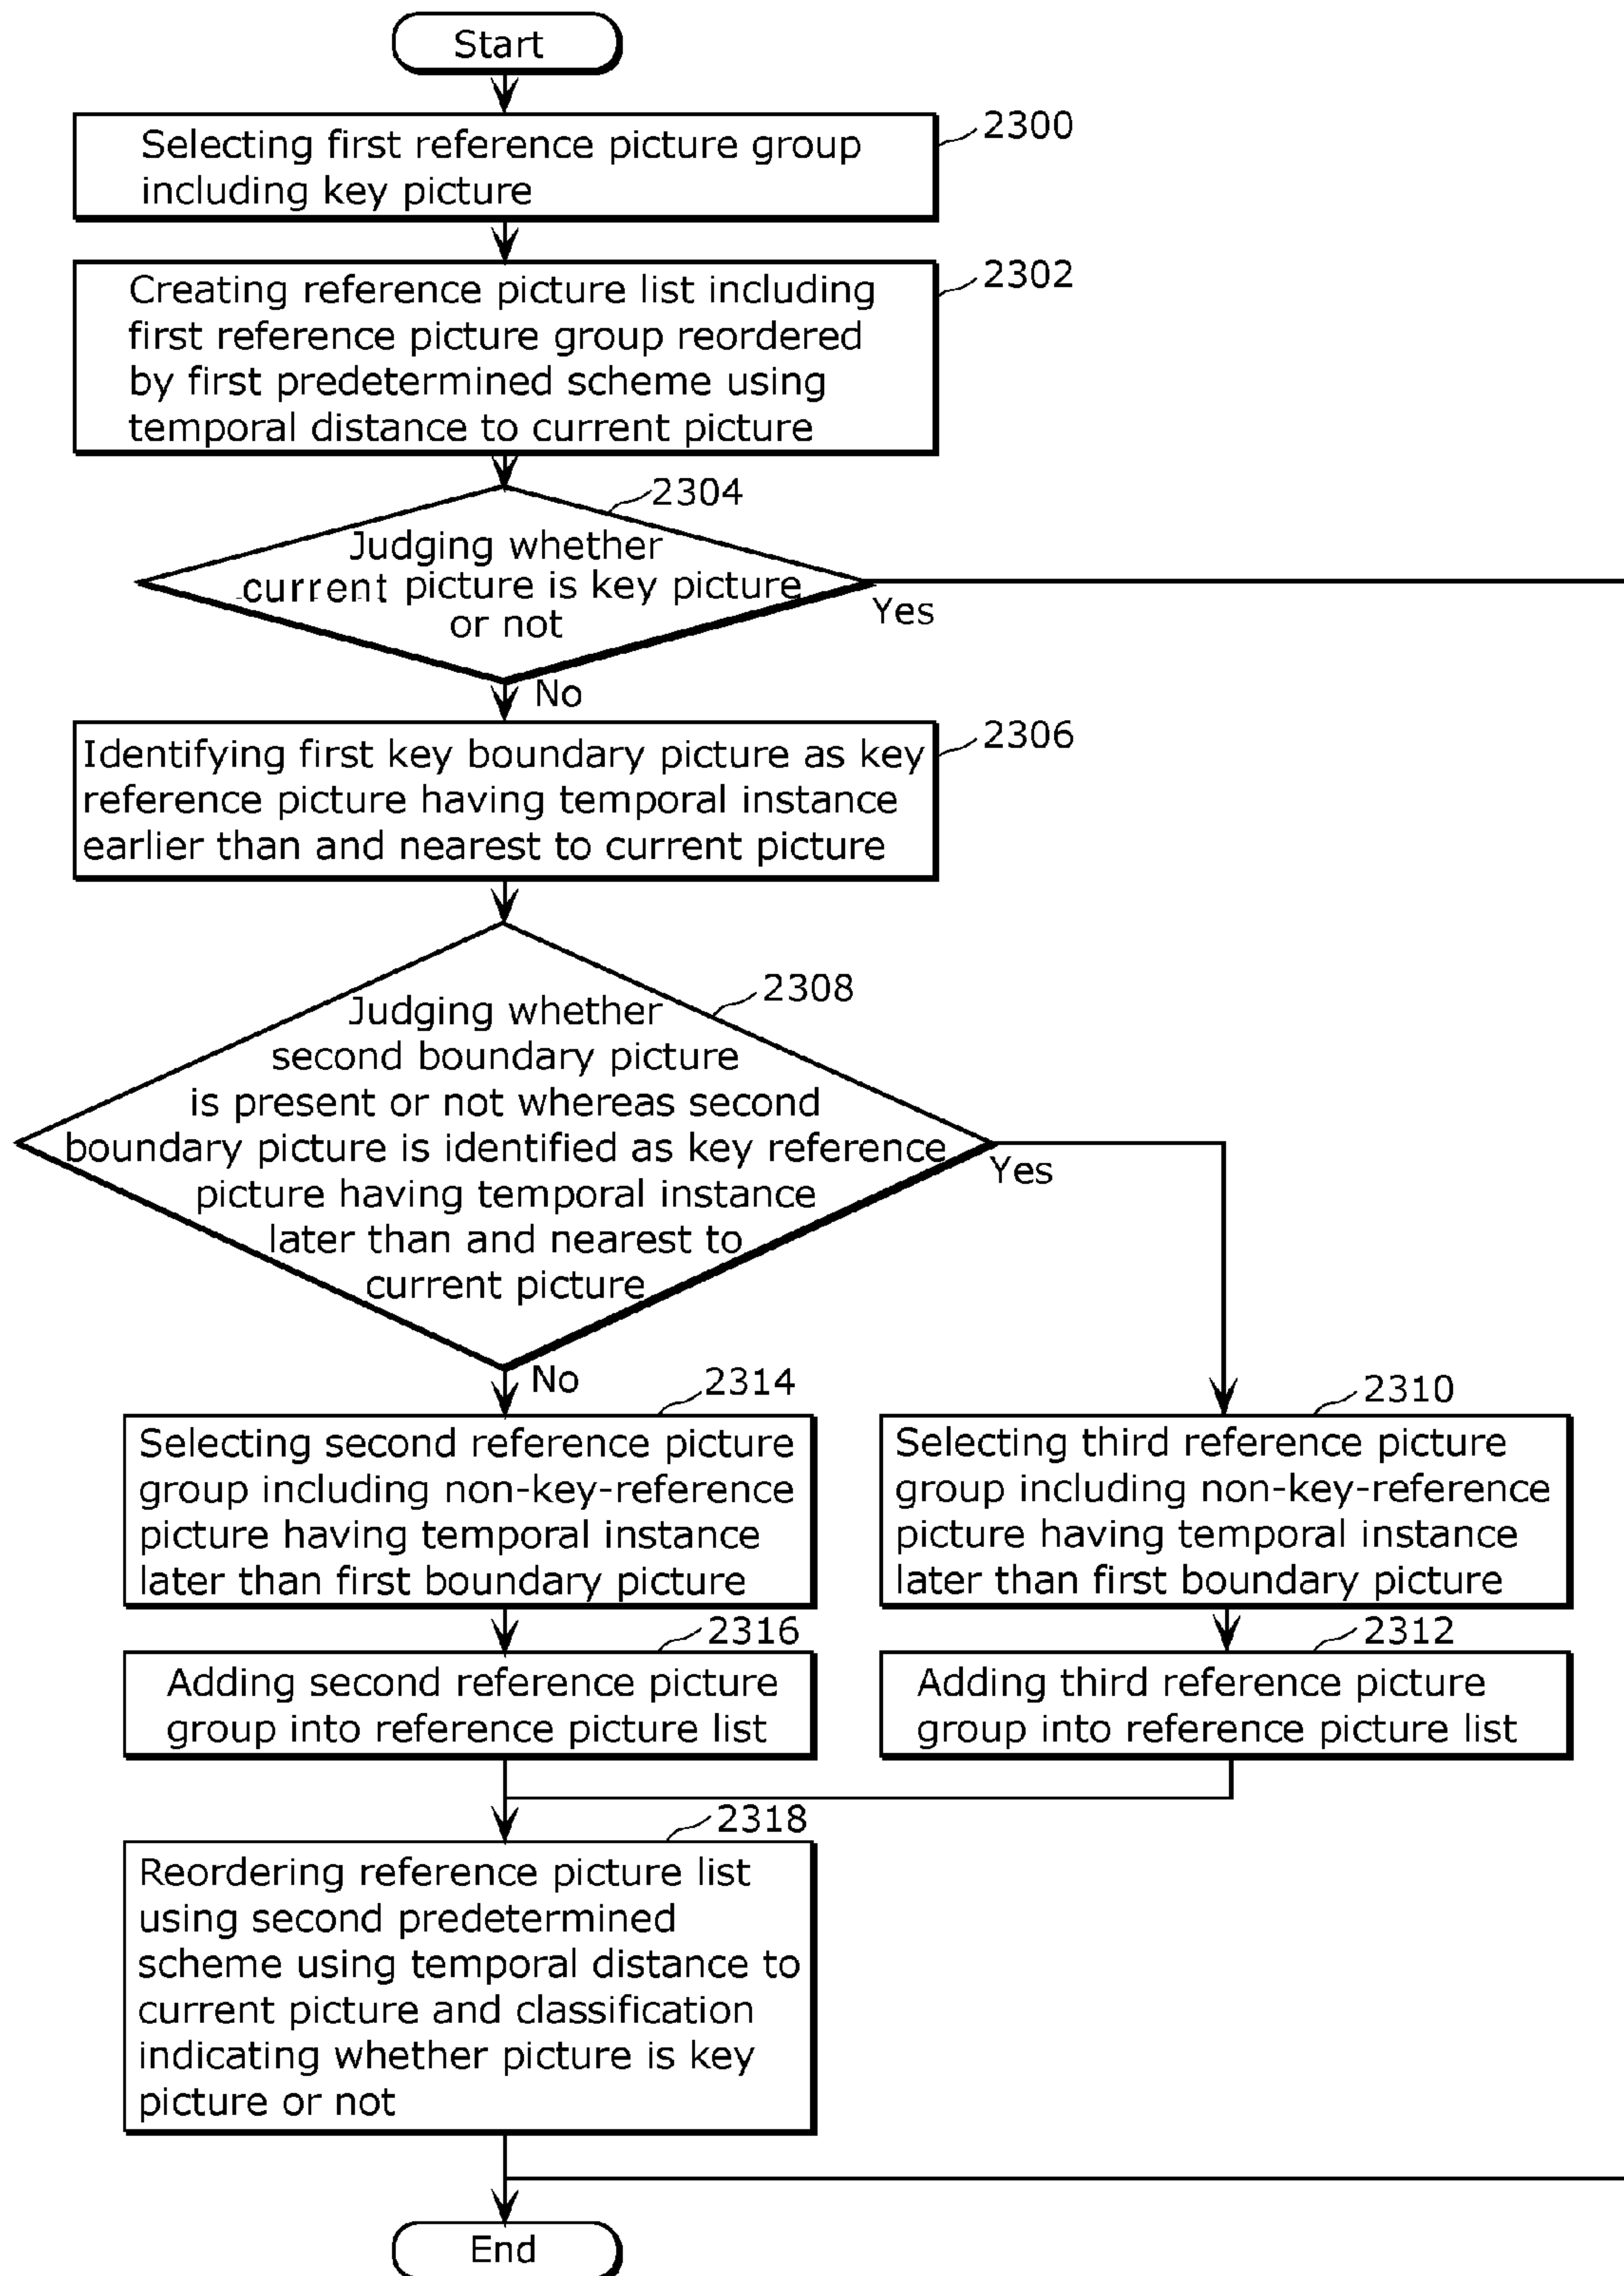 Start
2300
Selecting first reference picture group
including key picture
2302
Creating reference picture list including
first reference picture group reordered
by first predetermined scheme using
temporal distance to current picture
2304
Judging whether
current picture is key picture
or not
Yes
No
2306
Identifying first key boundary picture as key
reference picture having temporal instance
earlier than and nearest to current picture
2308
Judging whether
second boundary picture
is present or not whereas second
boundary picture is identified as key reference
picture having temporal instance
later than and nearest to
current picture
Yes
No
2314
Selecting second reference picture
group including non-key-reference
picture having temporal instance
later than first boundary picture
2310
Selecting third reference picture
group including non-key-reference
picture having temporal instance
later than first boundary picture
2316
Adding second reference picture
group into reference picture list
2312
Adding third reference picture
group into reference picture list
2318
Reordering reference picture list
using second predetermined
scheme using temporal distance to
current picture and classification
indicating whether picture is key
picture or not
End